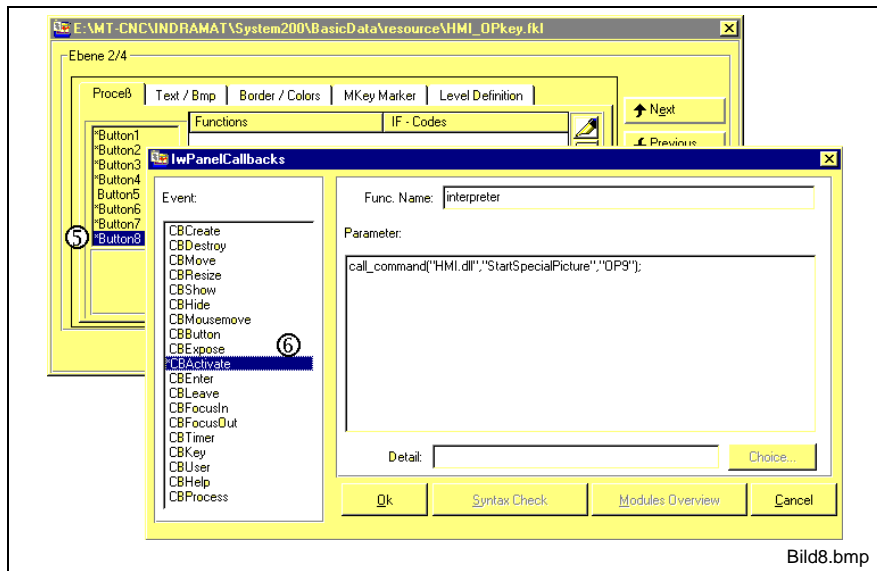 E:\MT-CNC\INDRAMAT\System200\BasicData\resource\HMI_OPkey.fkl
Ebene 2/4
Proceß Text / Bmp Border / Colors MKey Marker Level Definition
Functions IF - Codes
Next
Previous
*Button1
*Button2
*Button3
*Button4
Button5
*Button6
*Button7
*Button8
⑤
IwPanelCallbacks
Event:
CBCreate
CBDestroy
CBMove
CBResize
CBShow
CBHide
CBMousemove
CBButton
CBExpose
*CBActivate
CBEnter
CBLeave
CBFocusIn
CBFocusOut
CBTimer
CBKey
CBUser
CBHelp
CBProcess
⑥
Func. Name: interpreter
Parameter:
call_command("HMI.dll","StartSpecialPicture","OP9");
Detail: Choice...
Ok Syntax Check Modules Overview Cancel
Bild8.bmp